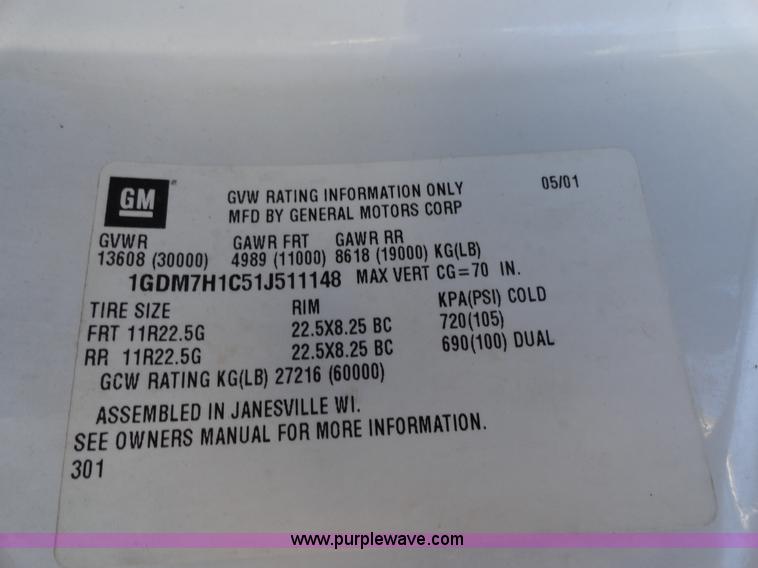 GM GVW RATING INFORMATION ONLY 05/01
MFD BY GENERAL MOTORS CORP
GVWR GAWR FRT GAWR RR
13608 (30000) 4989 (11000) 8618 (19000) KG(LB)
1GDM7H1C51J511148 MAX VERT CG=70 IN.
TIRE SIZE RIM KPA(PSI) COLD
FRT 11R22.5G 22.5X8.25 BC 720(105)
RR 11R22.5G 22.5X8.25 BC 690(100) DUAL
GCW RATING KG(LB) 27216 (60000)
ASSEMBLED IN JANESVILLE WI.
SEE OWNERS MANUAL FOR MORE INFORMATION.
301
www.purplewave.com